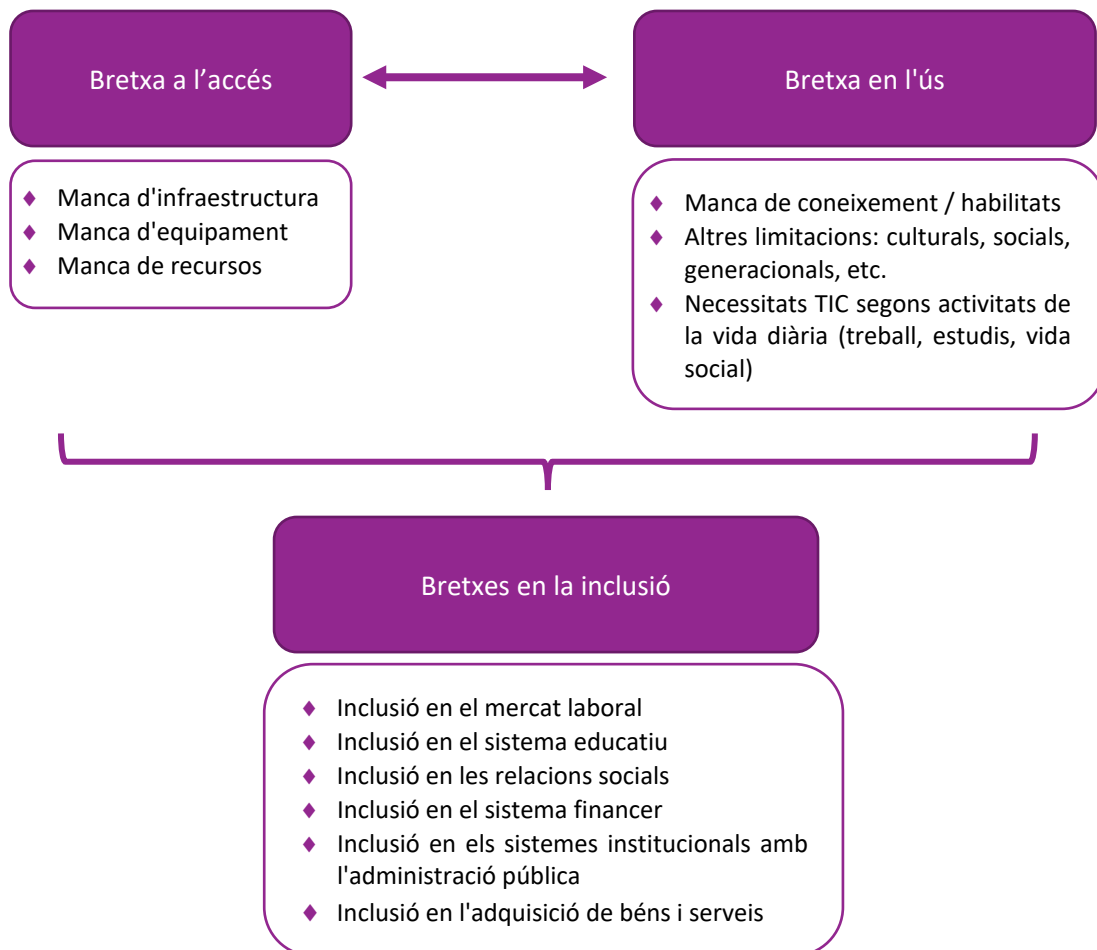 Bretxa a l’accés
Manca d'infraestructura
Manca d'equipament
Manca de recursos
Bretxa en l'ús
Manca de coneixement / habilitats
Altres limitacions: culturals, socials,
generacionals, etc.
Necessitats TIC segons activitats de
la vida diària (treball, estudis, vida
social)
Bretxes en la inclusió
Inclusió en el mercat laboral
Inclusió en el sistema educatiu
Inclusió en les relacions socials
Inclusió en el sistema financer
Inclusió en els sistemes institucionals amb
l'administració pública
Inclusió en l'adquisició de béns i serveis